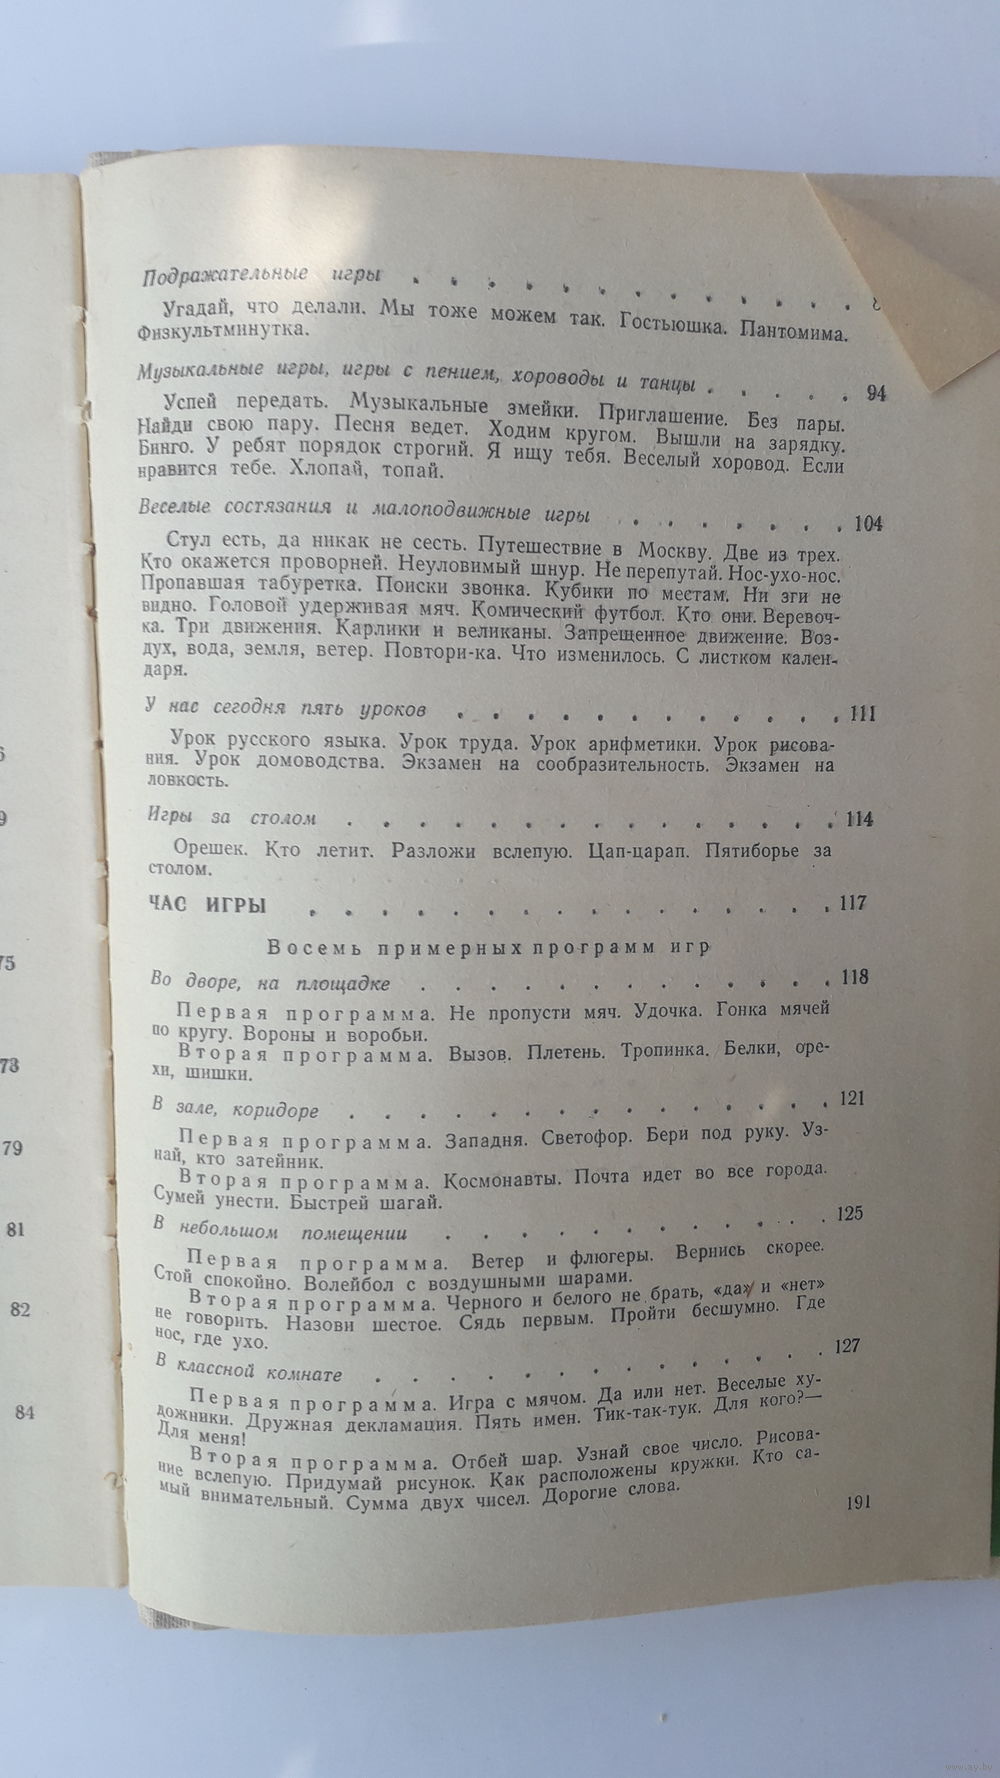 Подражательные игры . . . . . . . . . . . . .
Угадай, что делали. Мы тоже можем так. Гостьюшка. Пантомима.
Физкультминутка.
Музыкальные игры, игры с пением, хороводы и танцы . . . . . 94
Успей передать. Музыкальные змейки. Приглашение. Без пары.
Найди свою пару. Песня ведет. Ходим кругом. Вышли на зарядку.
Бинго. У ребят порядок строгий. Я ищу тебя. Веселый хоровод. Если
нравится тебе. Хлопай, топай.
Веселые состязания и малоподвижные игры . . . . . . . 104
Стул есть, да никак не сесть. Путешествие в Москву. Две из трех.
Кто окажется проворней. Неуловимый шнур. Не перепутай. Нос-ухо-нос.
Пропавшая табуретка. Поиски звонка. Кубики по местам. Ни зги не
видно. Головой удерживая мяч. Комический футбол. Кто они. Веревоч-
ка. Три движения. Карлики и великаны. Запрещенное движение. Воз-
дух, вода, земля, ветер. Повтори-ка. Что изменилось. С листком кален-
даря.
У нас сегодня пять уроков . . . . . . . . . . . . 111
Урок русского языка. Урок труда. Урок арифметики. Урок рисова-
ния. Урок домоводства. Экзамен на сообразительность. Экзамен на
ловкость.
Игры за столом . . . . . . . . . . . . . . 114
Орешек. Кто летит. Разложи вслепую. Цап-царап. Пятиборье за
столом.
ЧАС ИГРЫ . . . . . . . . . . . . . . . 117
Восемь примерных программ игр
Во дворе, на площадке . . . . . . . . . . . . 118
Первая программа. Не пропусти мяч. Удочка. Гонка мячей
по кругу. Вороны и воробьи.
Вторая программа. Вызов. Плетень. Тропинка. Белки, оре-
хи, шишки.
В зале, коридоре . . . . . . . . . . . . . . 121
Первая программа. Западня. Светофор. Бери под руку. Уз-
най, кто затейник.
Вторая программа. Космонавты. Почта идет во все города.
Сумей унести. Быстрей шагай.
В небольшом помещении . . . . . . . . . . . 125
Первая программа. Ветер и флюгеры. Вернись скорее.
Стой спокойно. Волейбол с воздушными шарами.
Вторая программа. Черного и белого не брать, «да» и «нет»
не говорить. Назови шестое. Сядь первым. Пройти бесшумно. Где
нос, где ухо.
В классной комнате . . . . . . . . . . . . . 127
Первая программа. Игра с мячом. Да или нет. Веселые ху-
дожники. Дружная декламация. Пять имен. Тик-так-тук. Для кого?—
Для меня!
Вторая программа. Отбей шар. Узнай свое число. Рисова-
ние вслепую. Придумай рисунок. Как расположены кружки. Кто са-
мый внимательный. Сумма двух чисел. Дорогие слова.
191
75
73
79
81
82
84
www.ay.by